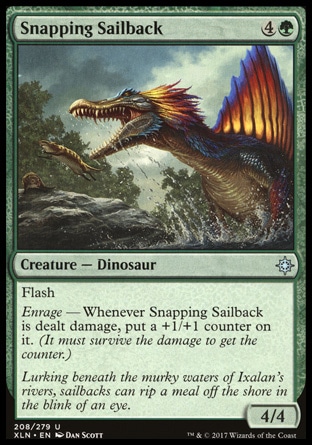 Snapping Sailback 4
Creature — Dinosaur
Flash
Enrage — Whenever Snapping Sailback
is dealt damage, put a +1/+1 counter on
it. (It must survive the damage to get the
counter.)
Lurking beneath the murky waters of Ixalan's
rivers, sailbacks can rip a meal off the shore in
the blink of an eye.
4/4
208/279 U
XLN • EN Dan Scott
™ & © 2017 Wizards of the Coast